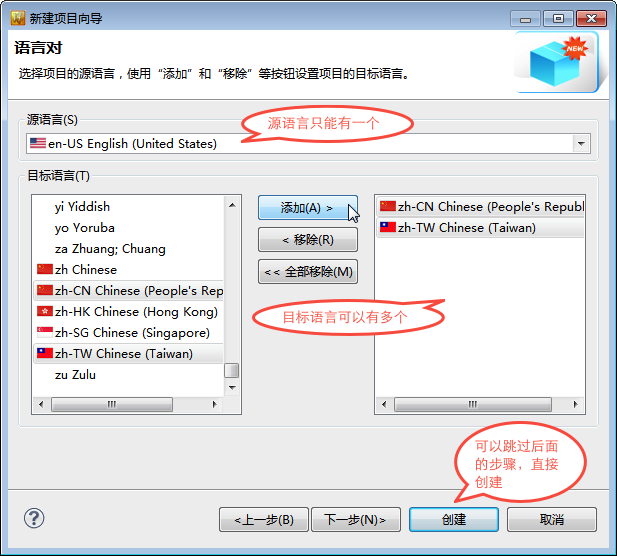 新建项目向导
语言对
NEW
选择项目的源语言，使用“添加”和“移除”等按钮设置项目的目标语言。
源语言(S)
源语言只能有一个
en-US English (United States)
目标语言(T)
yi Yiddish
yo Yoruba
za Zhuang; Chuang
zh Chinese
zh-CN Chinese (People's Rep
zh-HK Chinese (Hong Kong)
zh-SG Chinese (Singapore)
zh-TW Chinese (Taiwan)
zu Zulu
添加(A) >
< 移除(R)
<< 全部移除(M)
zh-CN Chinese (People's Republ
zh-TW Chinese (Taiwan)
目标语言可以有多个
可以跳过后面
的步骤，直接
创建
<上一步(B)
下一步(N)>
创建
取消